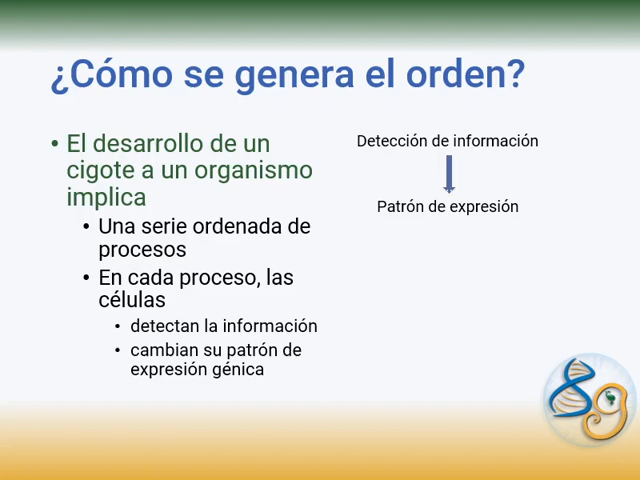 ¿Cómo se genera el orden?
• El desarrollo de un
cigote a un organismo
implica
• Una serie ordenada de
procesos
• En cada proceso, las
células
• detectan la información
• cambian su patrón de
expresión génica
Detección de información
Patrón de expresión